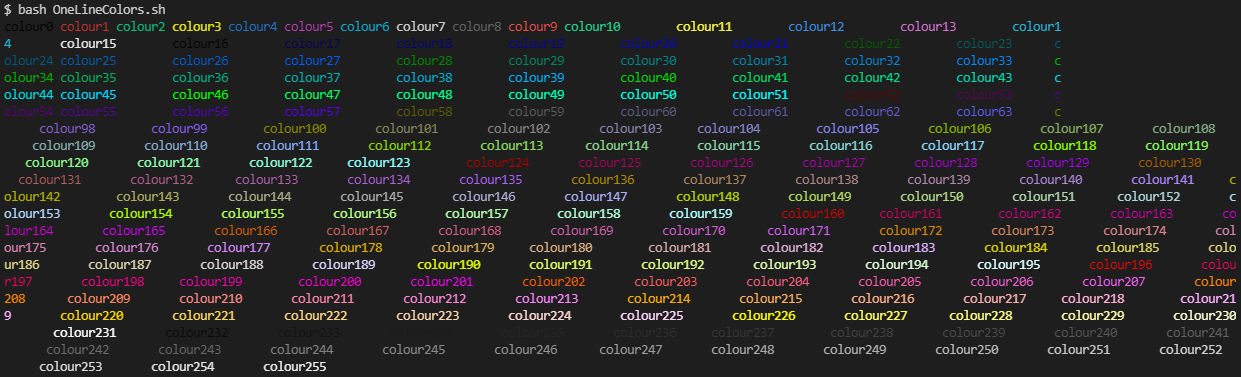 $ bash OneLineColors.sh
colour0 colour1 colour2 colour3 colour4 colour5 colour6 colour7 colour8 colour9 colour10 colour11 colour12 colour13 colour1
4 colour15 colour16 colour17 colour18 colour19 colour20 colour21 colour22 colour23 c
olour24 colour25 colour26 colour27 colour28 colour29 colour30 colour31 colour32 colour33 c
olour34 colour35 colour36 colour37 colour38 colour39 colour40 colour41 colour42 colour43 c
olour44 colour45 colour46 colour47 colour48 colour49 colour50 colour51 colour52 colour53 c
olour54 colour55 colour56 colour57 colour58 colour59 colour60 colour61 colour62 colour63 c
colour98 colour99 colour100 colour101 colour102 colour103 colour104 colour105 colour106 colour107 colour108
colour109 colour110 colour111 colour112 colour113 colour114 colour115 colour116 colour117 colour118 colour119
colour120 colour121 colour122 colour123 colour124 colour125 colour126 colour127 colour128 colour129 colour130
colour131 colour132 colour133 colour134 colour135 colour136 colour137 colour138 colour139 colour140 colour141 c
olour142 colour143 colour144 colour145 colour146 colour147 colour148 colour149 colour150 colour151 colour152 c
olour153 colour154 colour155 colour156 colour157 colour158 colour159 colour160 colour161 colour162 colour163 co
lour164 colour165 colour166 colour167 colour168 colour169 colour170 colour171 colour172 colour173 colour174 col
our175 colour176 colour177 colour178 colour179 colour180 colour181 colour182 colour183 colour184 colour185 colo
ur186 colour187 colour188 colour189 colour190 colour191 colour192 colour193 colour194 colour195 colour196 colou
r197 colour198 colour199 colour200 colour201 colour202 colour203 colour204 colour205 colour206 colour207 colour
208 colour209 colour210 colour211 colour212 colour213 colour214 colour215 colour216 colour217 colour218 colour21
9 colour220 colour221 colour222 colour223 colour224 colour225 colour226 colour227 colour228 colour229 colour230
colour231 colour232 colour233 colour234 colour235 colour236 colour237 colour238 colour239 colour240 colour241
colour242 colour243 colour244 colour245 colour246 colour247 colour248 colour249 colour250 colour251 colour252
colour253 colour254 colour255